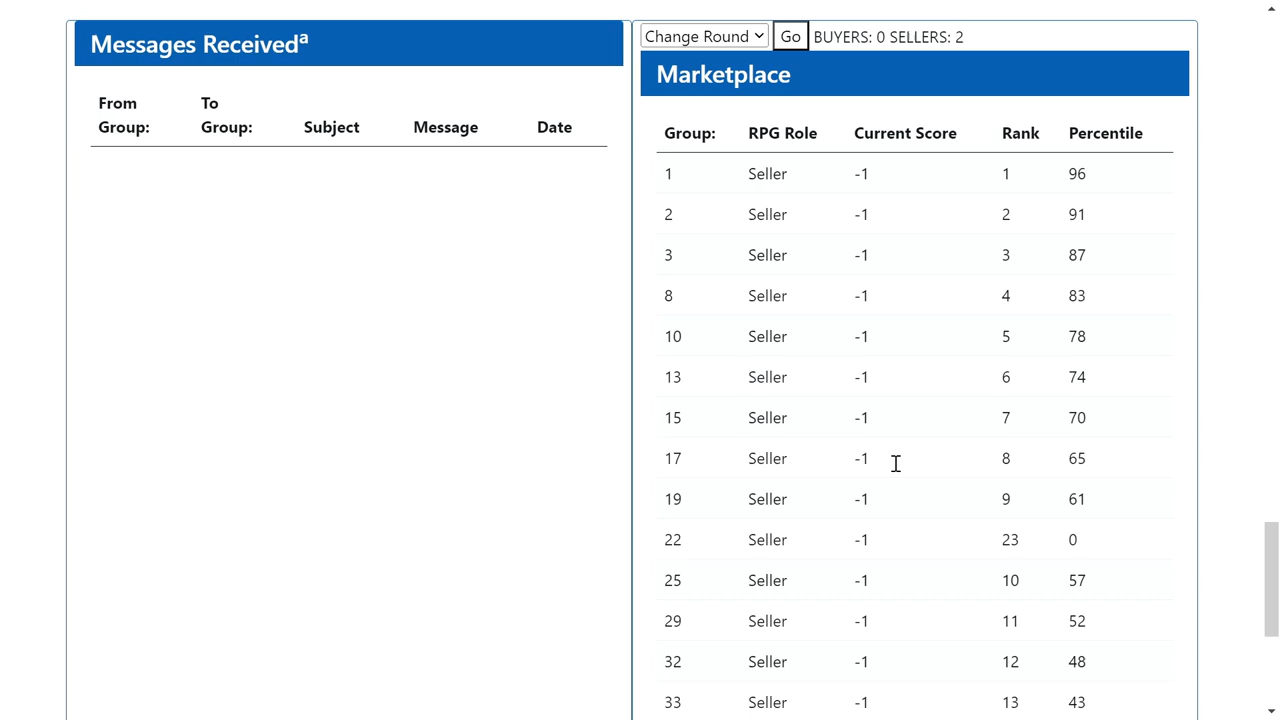 Messages Receivedª
From Group: To Group: Subject Message Date
Change Round Go BUYERS: 0 SELLERS: 2
Marketplace
Group: RPG Role Current Score Rank Percentile
1 Seller -1 1 96
2 Seller -1 2 91
3 Seller -1 3 87
8 Seller -1 4 83
10 Seller -1 5 78
13 Seller -1 6 74
15 Seller -1 7 70
17 Seller -1 8 65
19 Seller -1 9 61
22 Seller -1 23 0
25 Seller -1 10 57
29 Seller -1 11 52
32 Seller -1 12 48
33 Seller -1 13 43